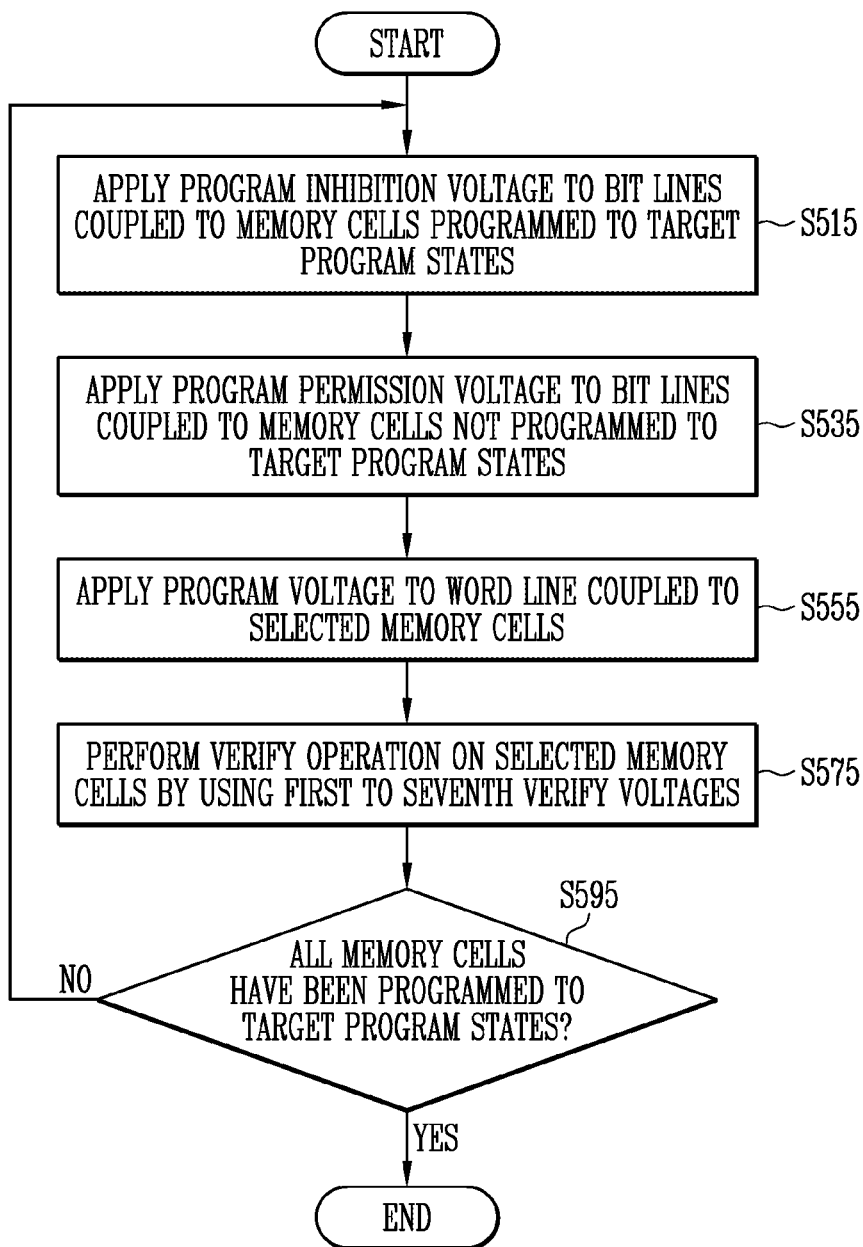 START
APPLY PROGRAM INHIBITION VOLTAGE TO BIT LINES
COUPLED TO MEMORY CELLS PROGRAMMED TO TARGET
PROGRAM STATES
S515
APPLY PROGRAM PERMISSION VOLTAGE TO BIT LINES
COUPLED TO MEMORY CELLS NOT PROGRAMMED TO
TARGET PROGRAM STATES
S535
APPLY PROGRAM VOLTAGE TO WORD LINE COUPLED TO
SELECTED MEMORY CELLS
S555
PERFORM VERIFY OPERATION ON SELECTED MEMORY
CELLS BY USING FIRST TO SEVENTH VERIFY VOLTAGES
S575
S595
ALL MEMORY CELLS
HAVE BEEN PROGRAMMED TO
TARGET PROGRAM STATES?
NO
YES
END